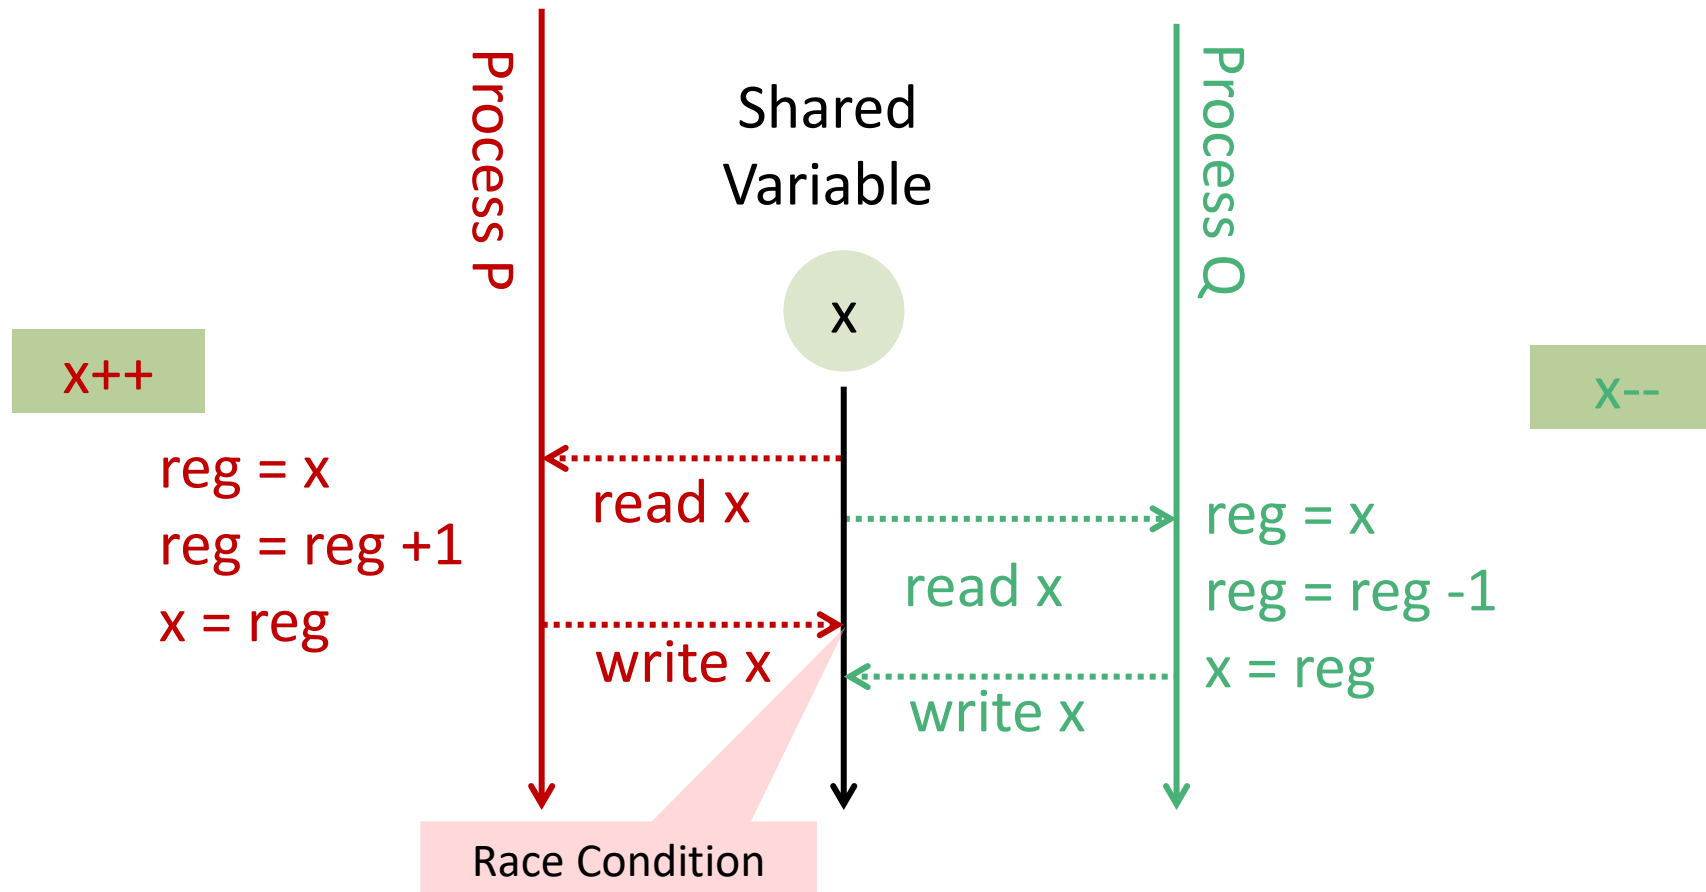 Process P
Shared
Variable
Process Q
x
x++
x--
reg = x
reg = reg +1
x = reg
read x
write x
read x
write x
reg = x
reg = reg -1
x = reg
Race Condition